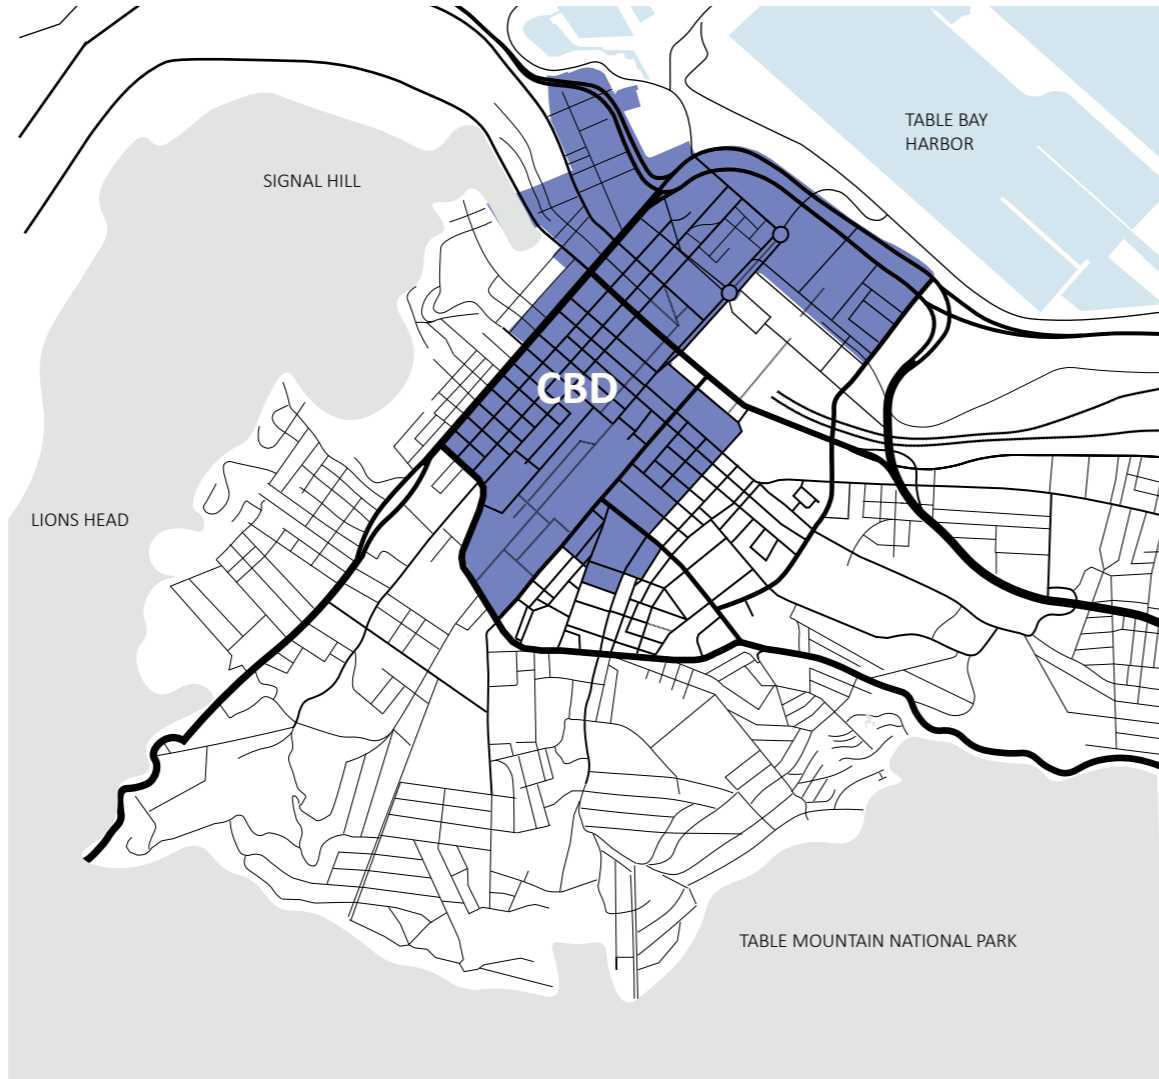 TABLE BAY
HARBOR
SIGNAL HILL
CBD
LIONS HEAD
TABLE MOUNTAIN NATIONAL PARK